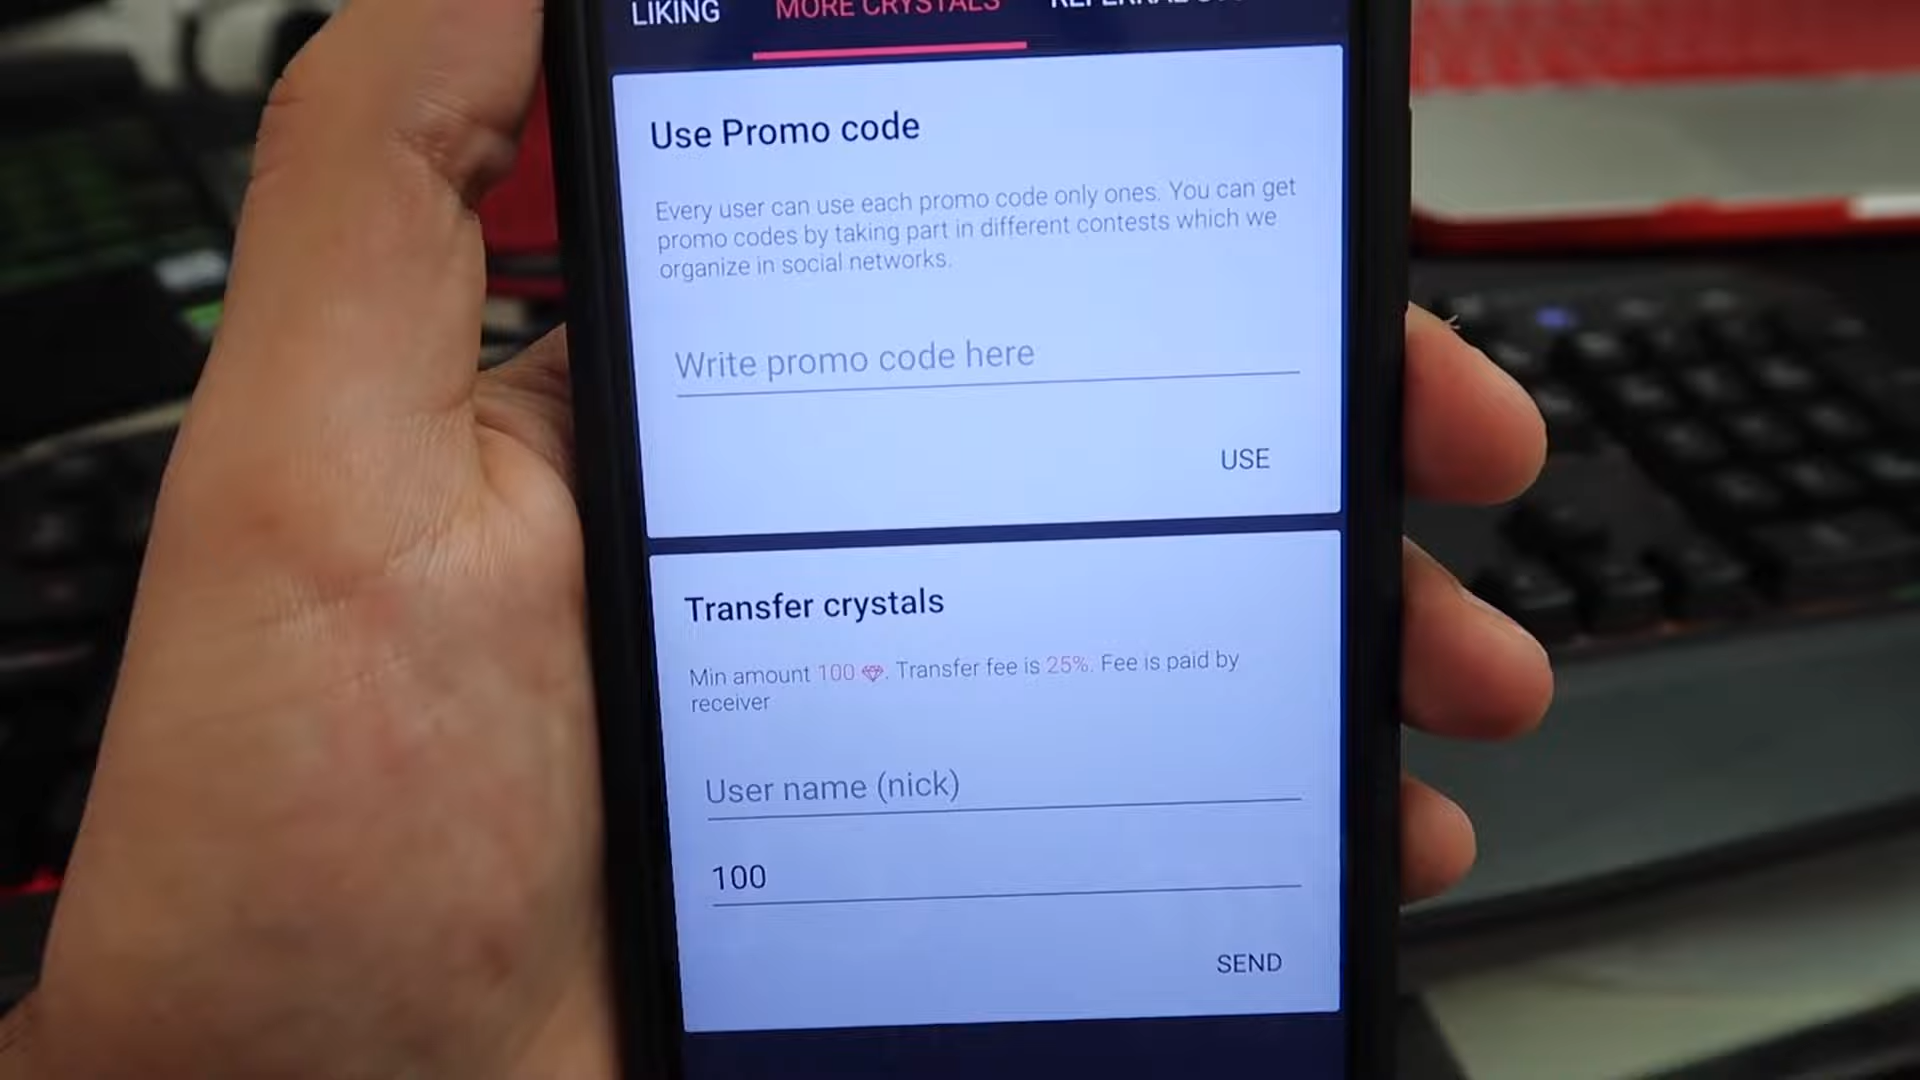 LIKING MORE CRYSTALS
Use Promo code
Every user can use each promo code only ones. You can get
promo codes by taking part in different contests which we
organize in social networks.
Write promo code here
USE
Transfer crystals
Min amount 100 . Transfer fee is 25%. Fee is paid by
receiver
User name (nick)
100
SEND